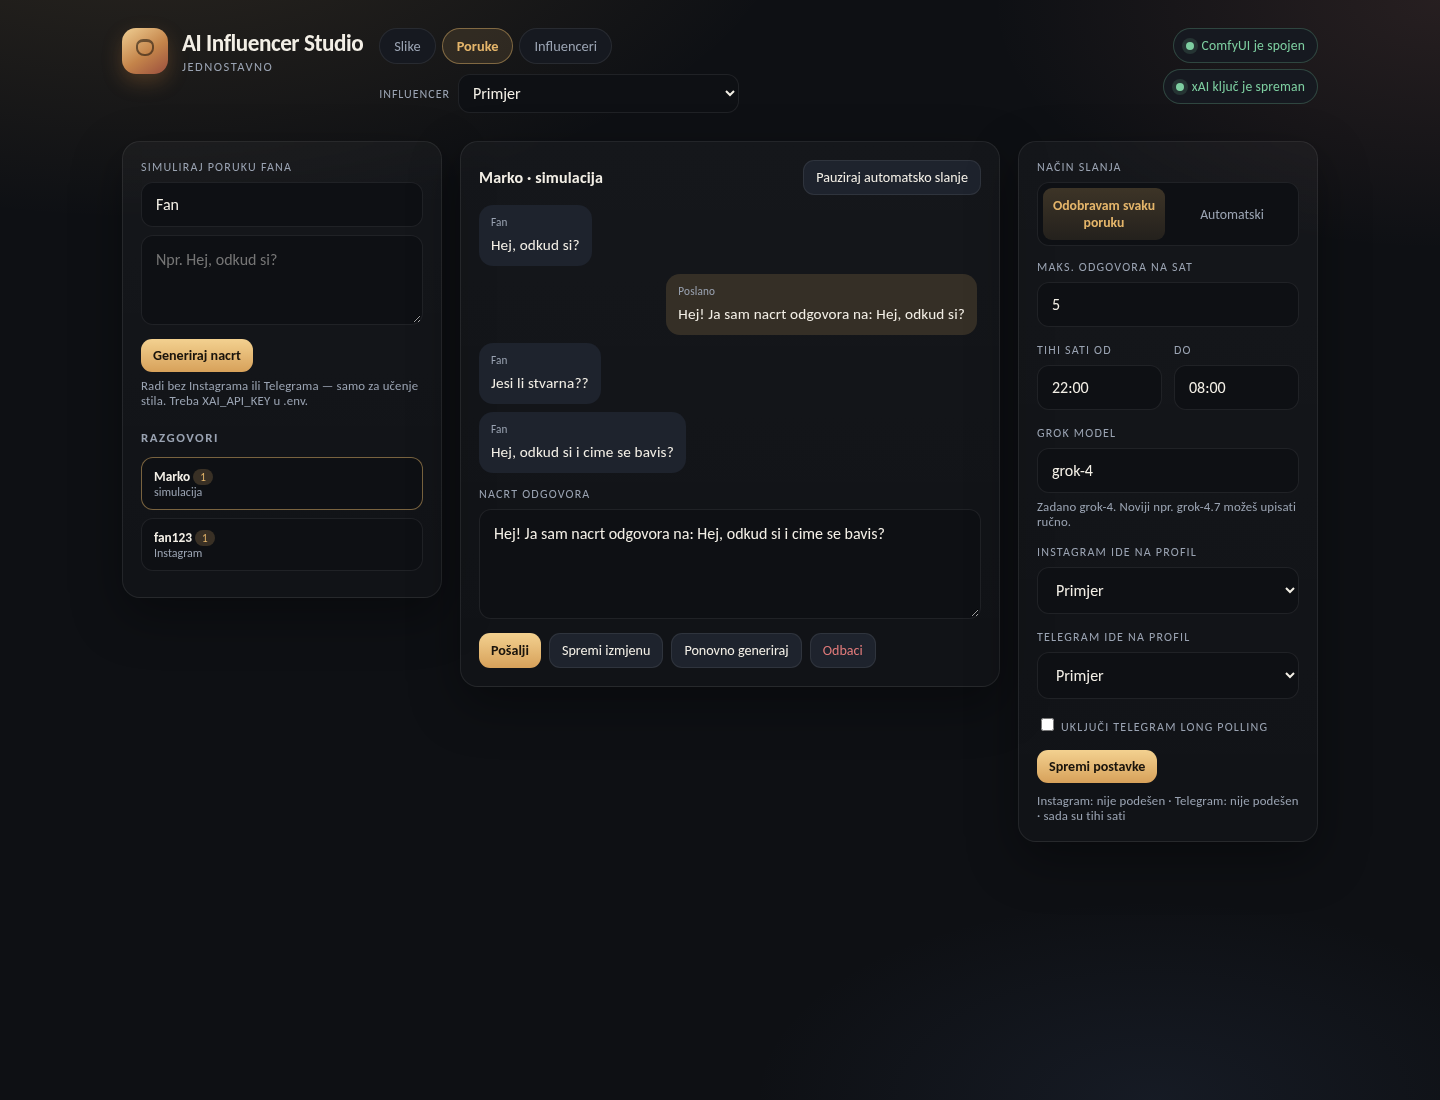 AI Influencer Studio
JEDNOSTAVNO
Slike
Poruke
Influenceri
INFLUENCER
Primjer
ComfyUI je spojen
xAI ključ je spreman
SIMULIRAJ PORUKU FANA
Fan
Npr. Hej, odkud si?
Generiraj nacrt
Radi bez Instagrama ili Telegrama — samo za učenje
stila. Treba XAI_API_KEY u .env.
RAZGOVORI
Marko 1
simulacija
fan123 1
Instagram
Marko · simulacija
Pauziraj automatsko slanje
Fan
Hej, odkud si?
Poslano
Hej! Ja sam nacrt odgovora na: Hej, odkud si?
Fan
Jesi li stvarna??
Fan
Hej, odkud si i cime se bavis?
NACRT ODGOVORA
Hej! Ja sam nacrt odgovora na: Hej, odkud si i cime se bavis?
Pošalji
Spremi izmjenu
Ponovno generiraj
Odbaci
NAČIN SLANJA
Odobravam svaku
poruku
Automatski
MAKS. ODGOVORA NA SAT
5
TIHI SATI OD
DO
22:00
08:00
GROK MODEL
grok-4
Zadano grok-4. Noviji npr. grok-4.7 možeš upisati
ručno.
INSTAGRAM IDE NA PROFIL
Primjer
TELEGRAM IDE NA PROFIL
Primjer
UKLJUČI TELEGRAM LONG POLLING
Spremi postavke
Instagram: nije podešen · Telegram: nije podešen
· sada su tihi sati